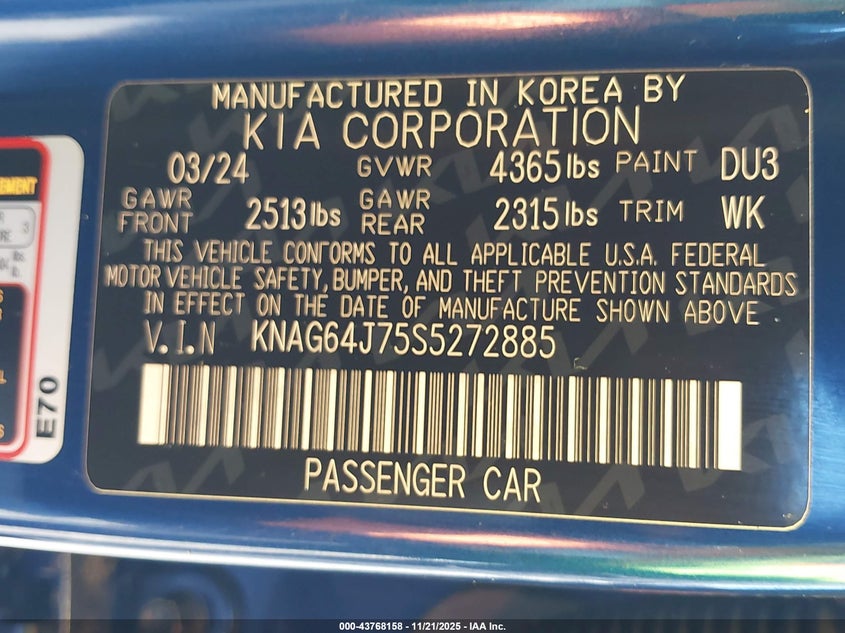 MANUFACTURED IN KOREA BY
KIA CORPORATION
03/24 GVWR 4365 lbs PAINT DU3
GAWR FRONT 2513 lbs GAWR REAR 2315 lbs TRIM WK
THIS VEHICLE CONFORMS TO ALL APPLICABLE U.S.A. FEDERAL
MOTOR VEHICLE SAFETY, BUMPER, AND THEFT PREVENTION STANDARDS
IN EFFECT ON THE DATE OF MANUFACTURE SHOWN ABOVE
V.I.N KNAG64J75S5272885
PASSENGER CAR
E70
000-43768158 - 11/21/2025 - IAA Inc.